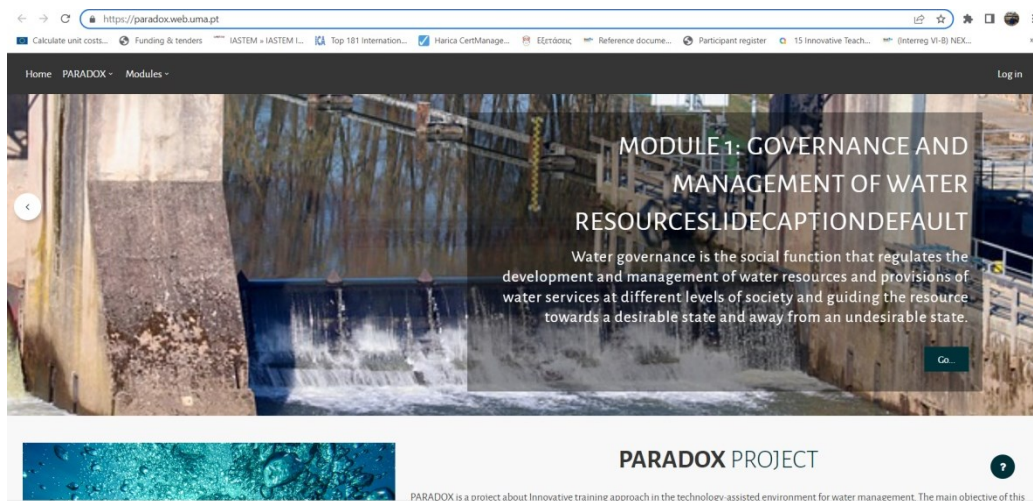 https://paradox.web.uma.pt
Calculate unit costs... Funding & tenders IASTEM » IASTEM I... Top 181 Internation... Harica CertManage... Εξετάσεις Reference docume... Participant register 15 Innovative Teach... (Interreg VI-B) NEX...
Home PARADOX Modules Log in
MODULE 1: GOVERNANCE AND
MANAGEMENT OF WATER
RESOURCESLIDECAPTIONDEFAULT
Water governance is the social function that regulates the
development and management of water resources and provisions of
water services at different levels of society and guiding the resource
towards a desirable state and away from an undesirable state.
Go...
PARADOX PROJECT
?
PARADOX is a project about Innovative training approach in the technology-assisted environment for water management. The main objective of this